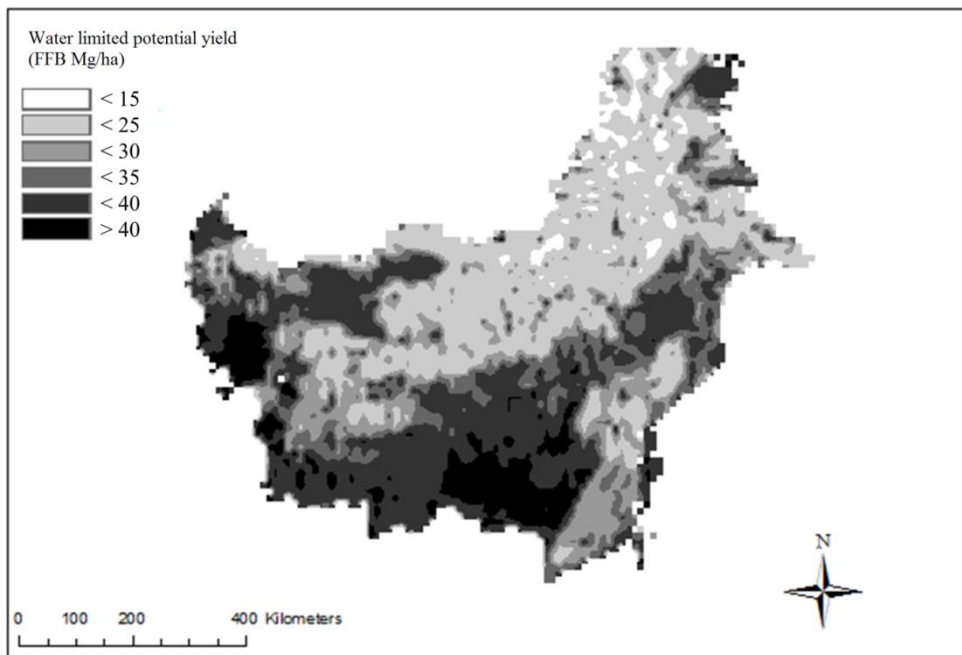 Water limited potential yield
(FFB Mg/ha)
< 15
< 25
< 30
< 35
< 40
> 40
N
0 100 200 400 Kilometers